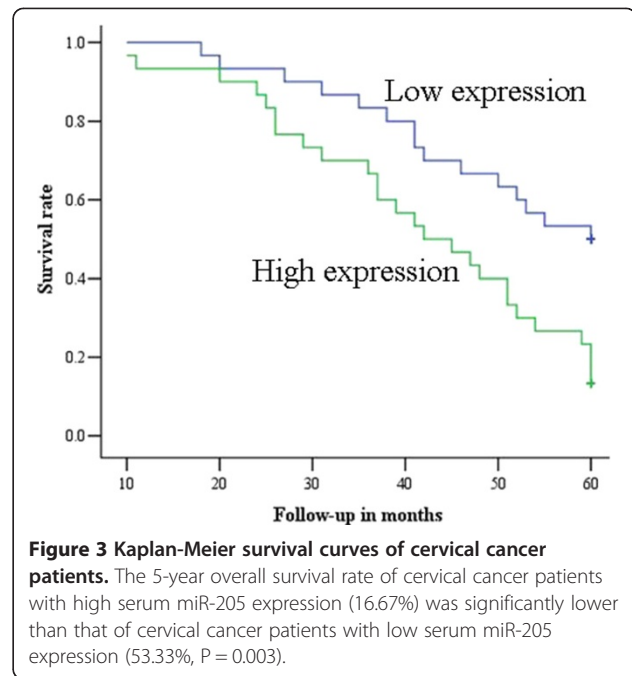 1.0
0.8
0.6
0.4
0.2
0.0
Survival rate
Low expression
High expression
10 20 30 40 50 60
Follow-up in months
Figure 3 Kaplan-Meier survival curves of cervical cancer
patients. The 5-year overall survival rate of cervical cancer patients
with high serum miR-205 expression (16.67%) was significantly lower
than that of cervical cancer patients with low serum miR-205
expression (53.33%, P = 0.003).